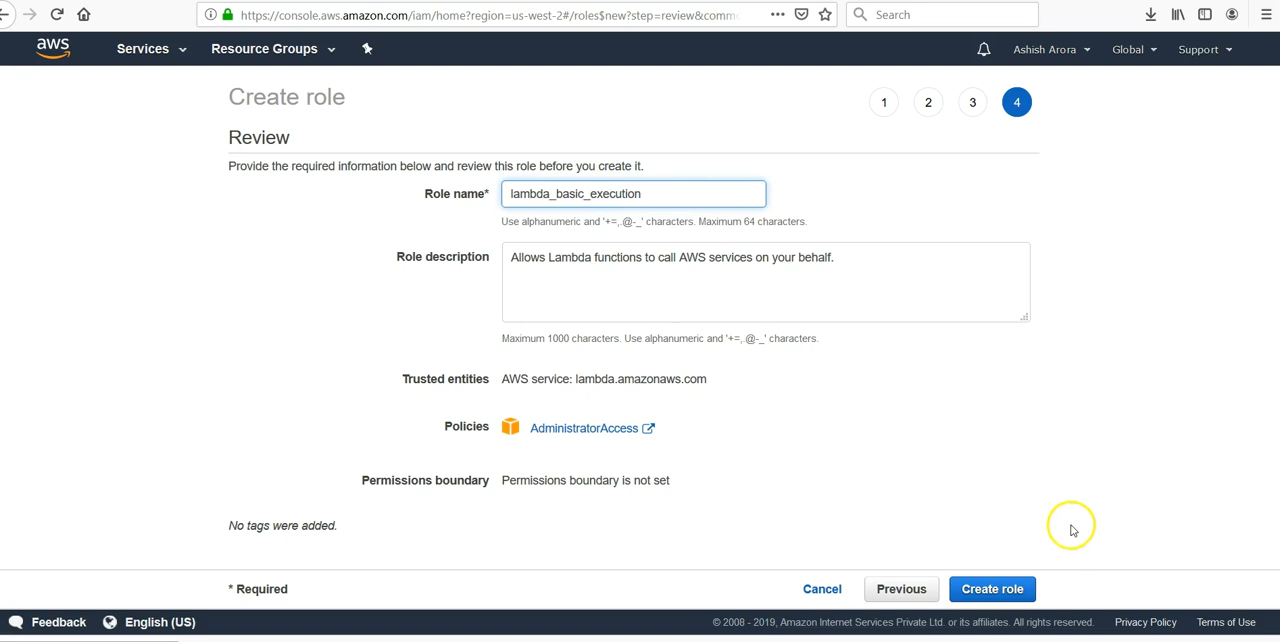 https://console.aws.amazon.com/iam/home?region=us-west-2#/roles$new?step=review&comm
Search
aws
Services
Resource Groups
Ashish Arora
Global
Support
Create role
1
2
3
4
Review
Provide the required information below and review this role before you create it.
Role name*
lambda_basic_execution
Use alphanumeric and '+=,.@-_' characters. Maximum 64 characters.
Role description
Allows Lambda functions to call AWS services on your behalf.
Maximum 1000 characters. Use alphanumeric and '+=,.@-_' characters.
Trusted entities
AWS service: lambda.amazonaws.com
Policies
AdministratorAccess
Permissions boundary
Permissions boundary is not set
No tags were added.
* Required
Cancel
Previous
Create role
Feedback
English (US)
© 2008 - 2019, Amazon Internet Services Private Ltd. or its affiliates. All rights reserved.
Privacy Policy
Terms of Use